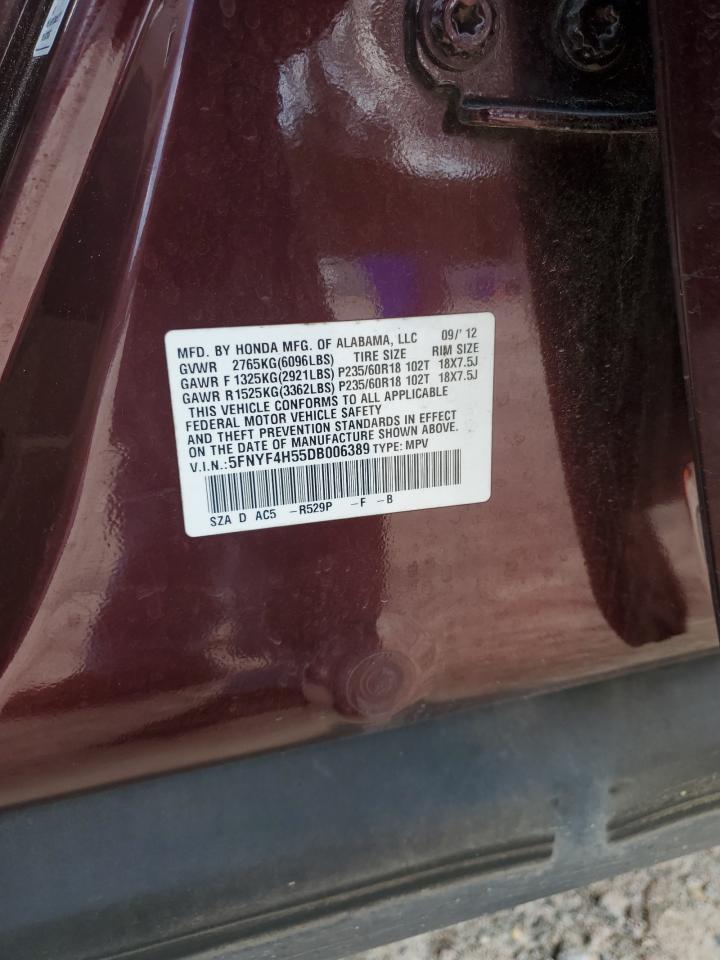 MFD. BY HONDA MFG. OF ALABAMA, LLC 09/'12
GVWR 2765KG(6096LBS) TIRE SIZE RIM SIZE
GAWR F 1325KG(2921LBS) P235/60R18 102T 18X7.5J
GAWR R1525KG(3362LBS) P235/60R18 102T 18X7.5J
THIS VEHICLE CONFORMS TO ALL APPLICABLE
FEDERAL MOTOR VEHICLE SAFETY
AND THEFT PREVENTION STANDARDS IN EFFECT
ON THE DATE OF MANUFACTURE SHOWN ABOVE.
V.I.N.:5FNYF4H55DB006389 TYPE: MPV
SZA D AC5 -R529P -F -B